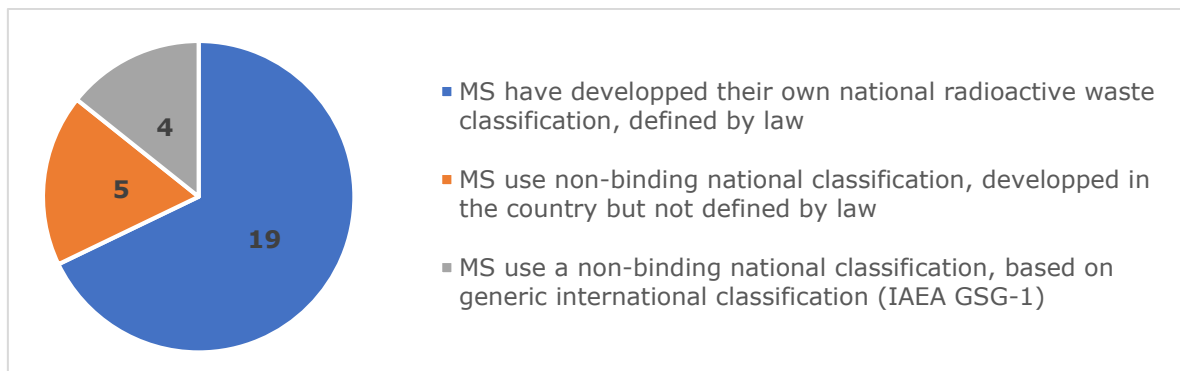 4
5
19
MS have developped their own national radioactive waste
classification, defined by law
MS use non-binding national classification, developped in
the country but not defined by law
MS use a non-binding national classification, based on
generic international classification (IAEA GSG-1)